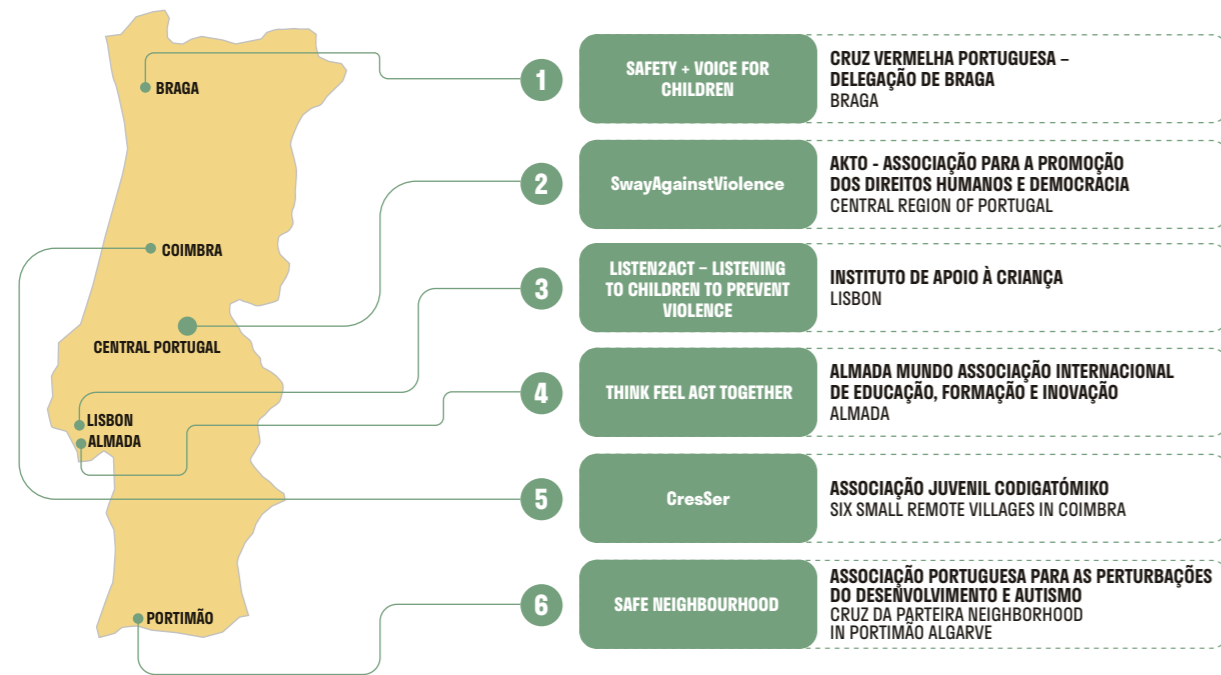 BRAGA
COIMBRA
CENTRAL PORTUGAL
LISBON
ALMADA
PORTIMÃO
1
SAFETY + VOICE FOR
CHILDREN
CRUZ VERMELHA PORTUGUESA –
DELEGAÇÃO DE BRAGA
BRAGA
2
SwayAgainstViolence
AKTO - ASSOCIAÇÃO PARA A PROMOÇÃO
DOS DIREITOS HUMANOS E DEMOCRACIA
CENTRAL REGION OF PORTUGAL
3
LISTEN2ACT – LISTENING
TO CHILDREN TO PREVENT
VIOLENCE
INSTITUTO DE APOIO À CRIANÇA
LISBON
4
THINK FEEL ACT TOGETHER
ALMADA MUNDO ASSOCIAÇÃO INTERNACIONAL
DE EDUCAÇÃO, FORMAÇÃO E INOVAÇÃO
ALMADA
5
CresSer
ASSOCIAÇÃO JUVENIL CODIGATÓMIKO
SIX SMALL REMOTE VILLAGES IN COIMBRA
6
SAFE NEIGHBOURHOOD
ASSOCIAÇÃO PORTUGUESA PARA AS PERTURBAÇÕES
DO DESENVOLVIMENTO E AUTISMO
CRUZ DA PARTEIRA NEIGHBORHOOD
IN PORTIMÃO ALGARVE